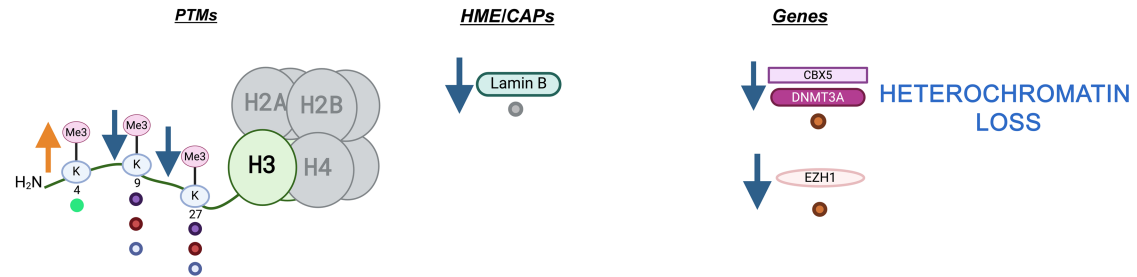 PTMs
HME/CAPs
Genes
H2A
H2B
H3
H4
H₂N
Me3
K
4
Me3
K
9
Me3
K
27
Lamin B
CBX5
DNMT3A
EZH1
HETEROCHROMATIN
LOSS